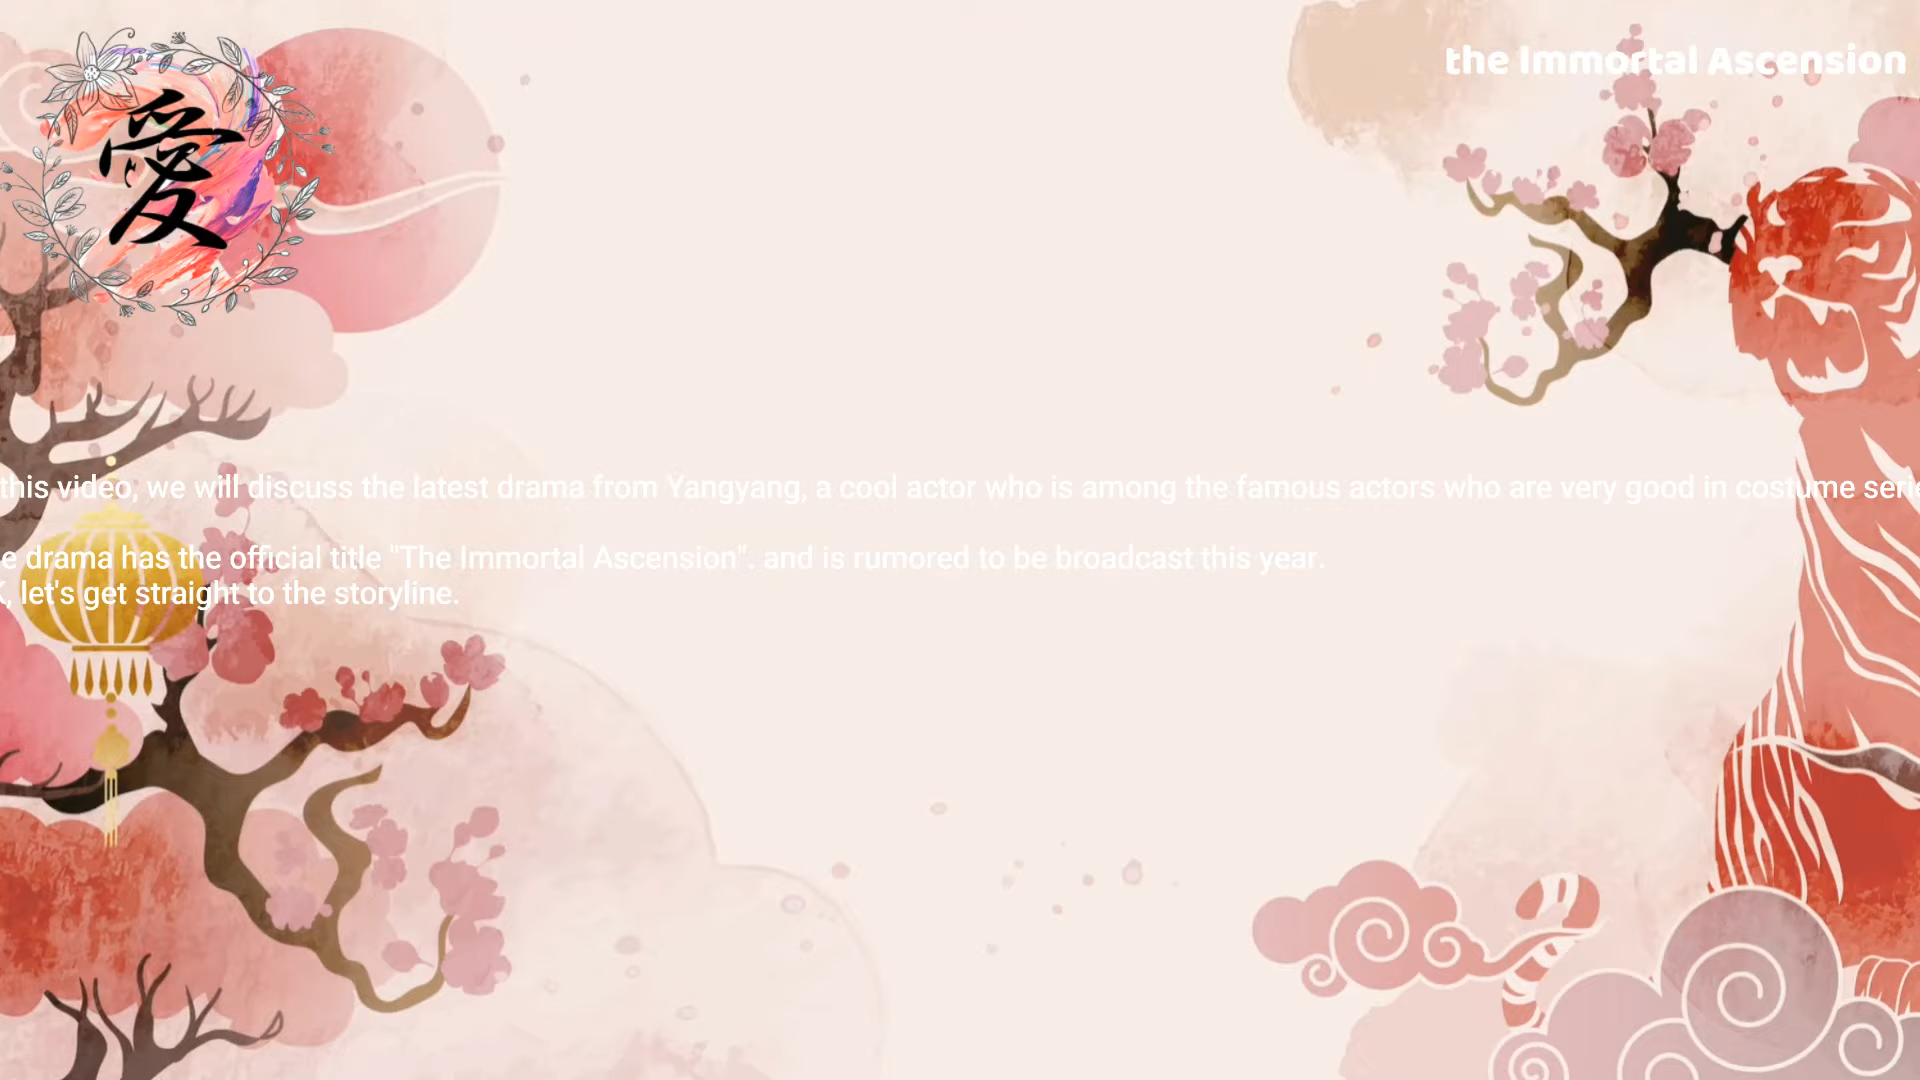 愛
the Immortal Ascension
this video, we will discuss the latest drama from Yangyang, a cool actor who is among the famous actors who are very good in costume serie
e drama has the official title "The Immortal Ascension". and is rumored to be broadcast this year.
K, let's get straight to the storyline.